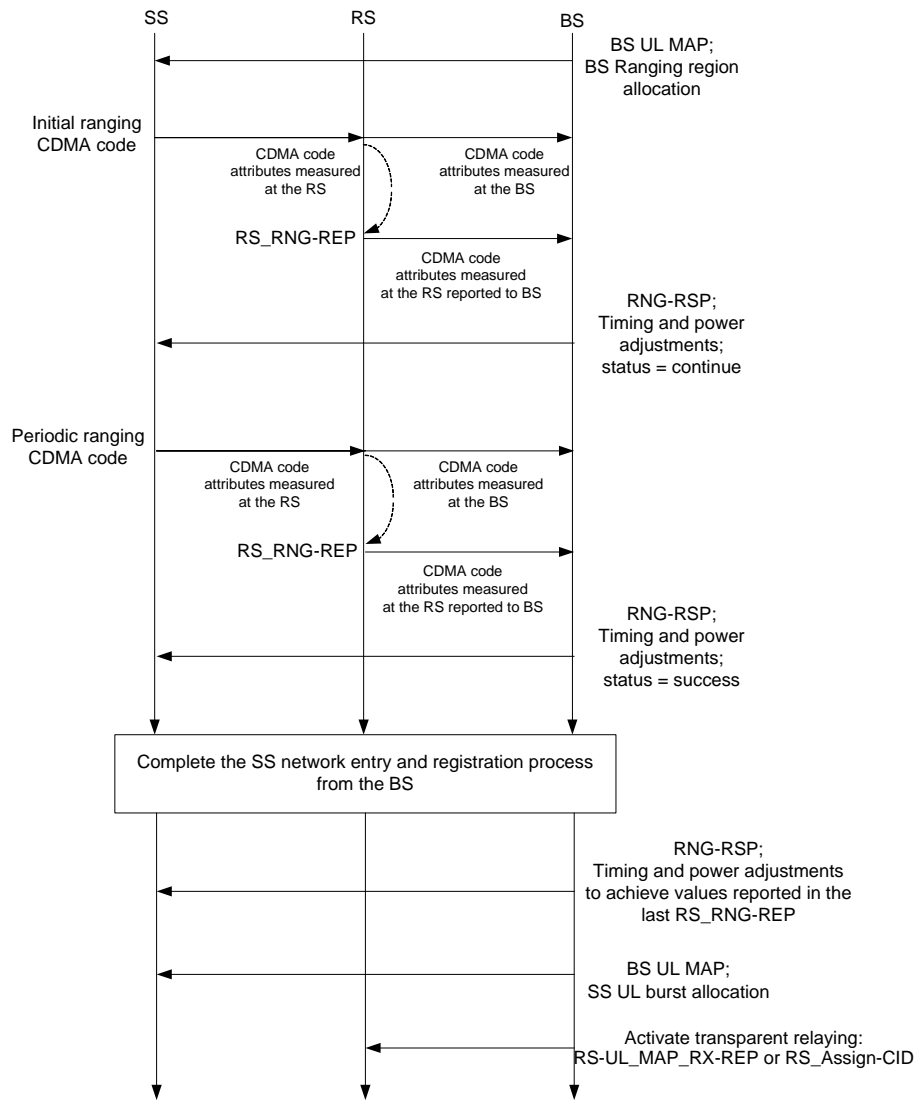 SS
RS
BS
BS UL MAP;
BS Ranging region
allocation
Initial ranging
CDMA code
CDMA code
attributes measured
at the RS
CDMA code
attributes measured
at the BS
RS_RNG-REP
CDMA code
attributes measured
at the RS reported to BS
RNG-RSP;
Timing and power
adjustments;
status = continue
Periodic ranging
CDMA code
CDMA code
attributes measured
at the RS
CDMA code
attributes measured
at the BS
RS_RNG-REP
CDMA code
attributes measured
at the RS reported to BS
RNG-RSP;
Timing and power
adjustments;
status = success
Complete the SS network entry and registration process
from the BS
RNG-RSP;
Timing and power adjustments
to achieve values reported in the
last RS_RNG-REP
BS UL MAP;
SS UL burst allocation
Activate transparent relaying:
RS-UL_MAP_RX-REP or RS_Assign-CID